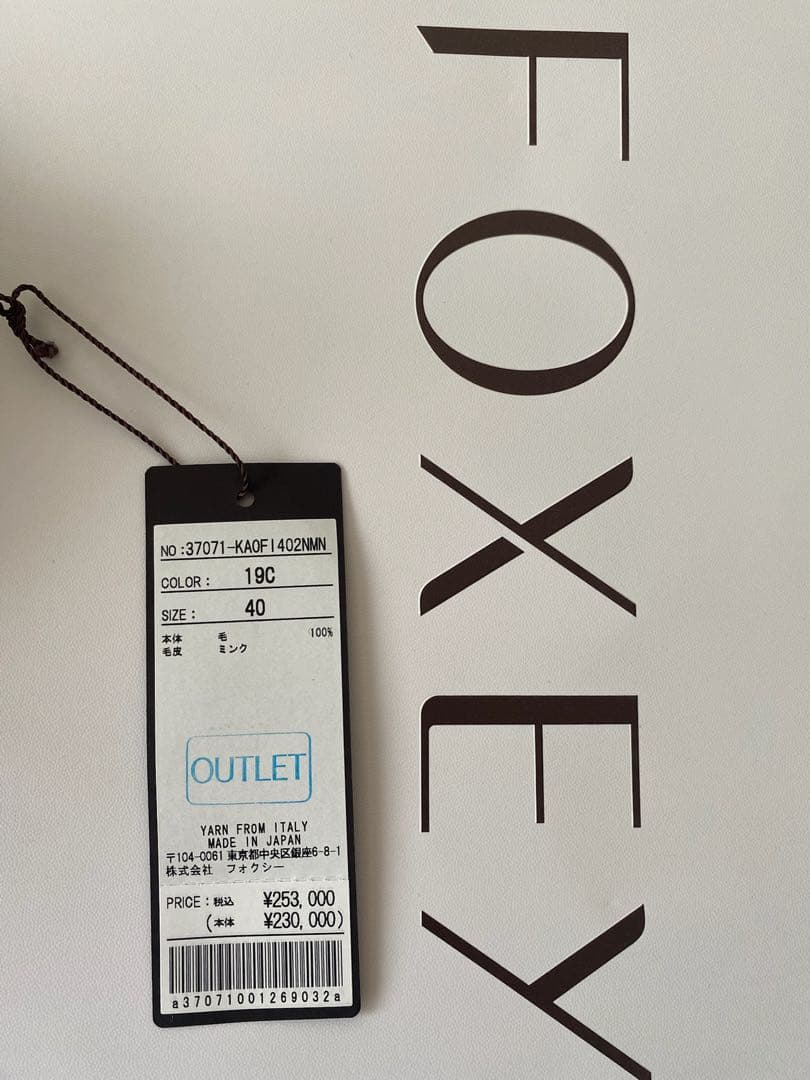 FOXEY
NO:37071-KAOFI402NMN
COLOR: 19C
SIZE: 40
本体 毛 100%
毛皮 ミンク
OUTLET
YARN FROM ITALY
MADE IN JAPAN
〒104-0061 東京都中央区銀座6-8-1
株式会社 フォクシー
PRICE:税込 ¥253,000
(本体 ¥230,000)
a37071001269032a